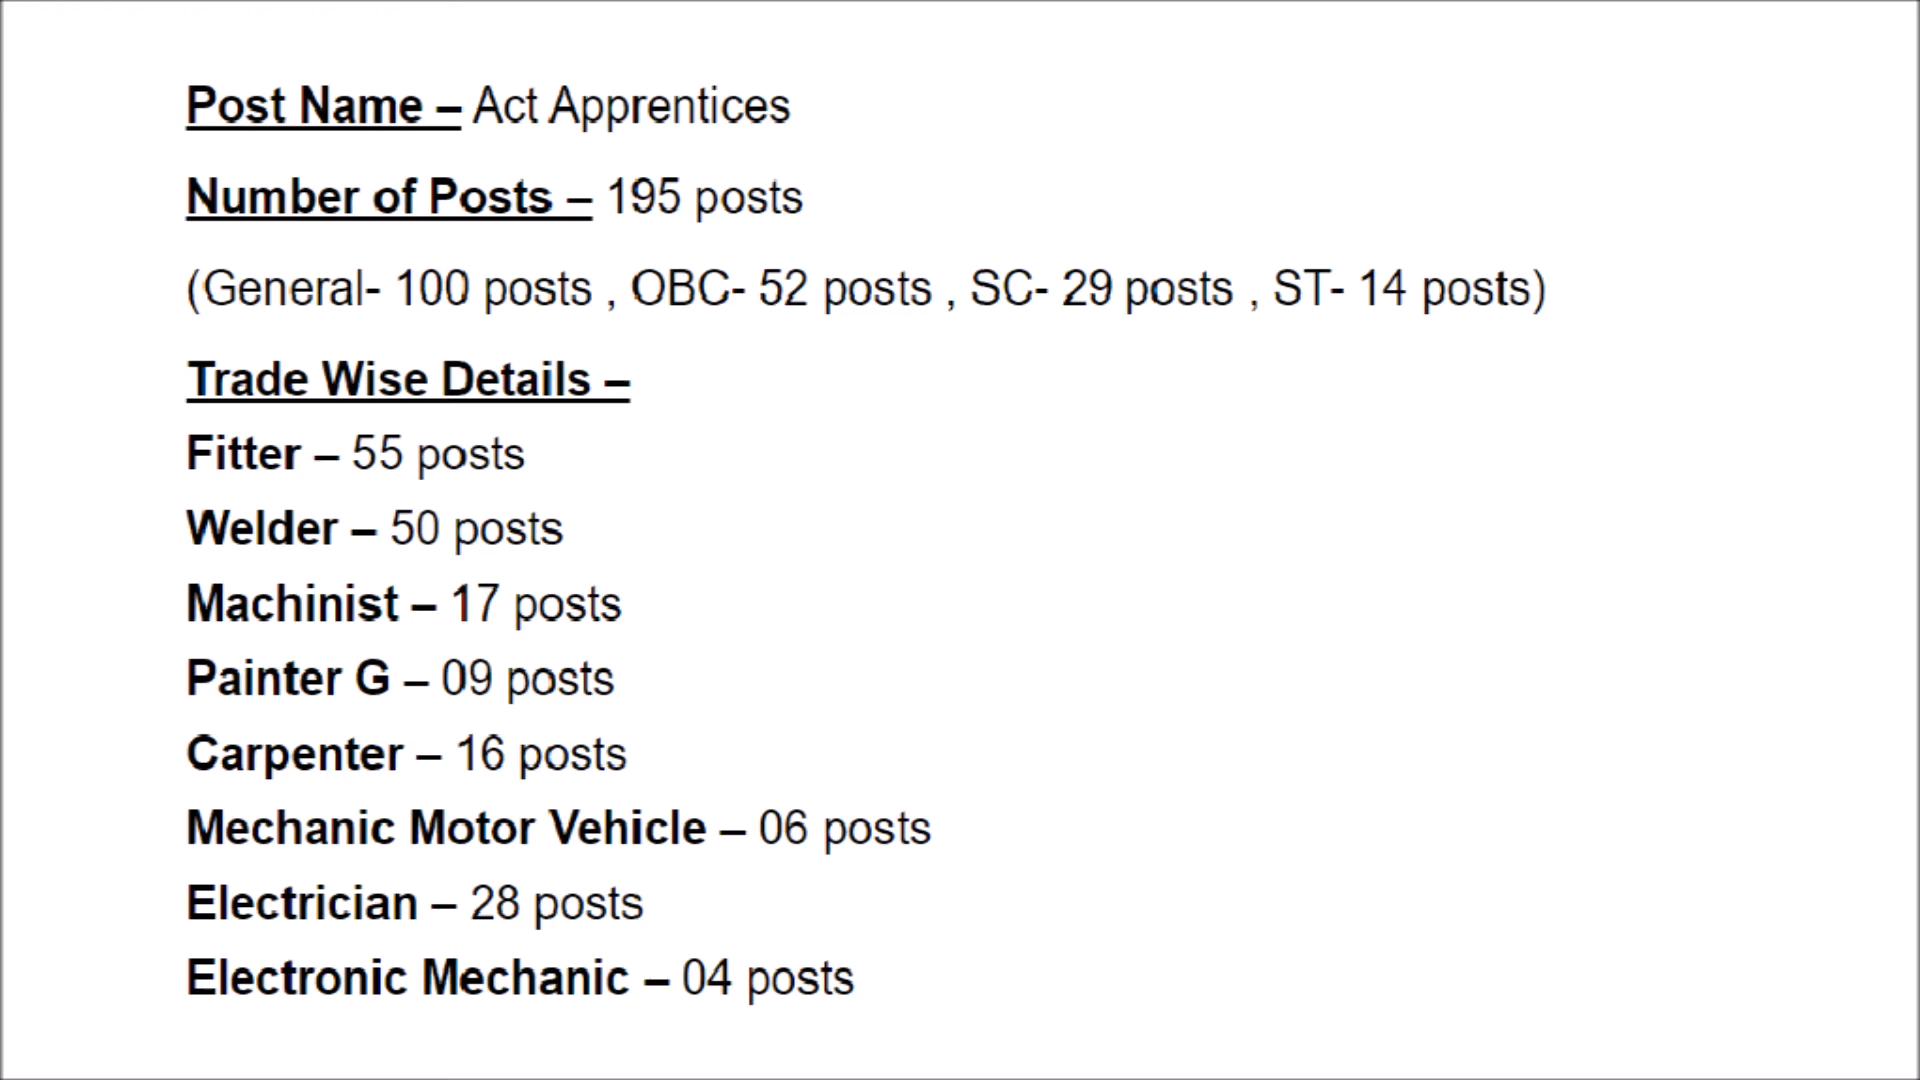 Post Name – Act Apprentices
Number of Posts – 195 posts
(General- 100 posts , OBC- 52 posts , SC- 29 posts , ST- 14 posts)
Trade Wise Details –
Fitter – 55 posts
Welder – 50 posts
Machinist – 17 posts
Painter G – 09 posts
Carpenter – 16 posts
Mechanic Motor Vehicle – 06 posts
Electrician – 28 posts
Electronic Mechanic – 04 posts